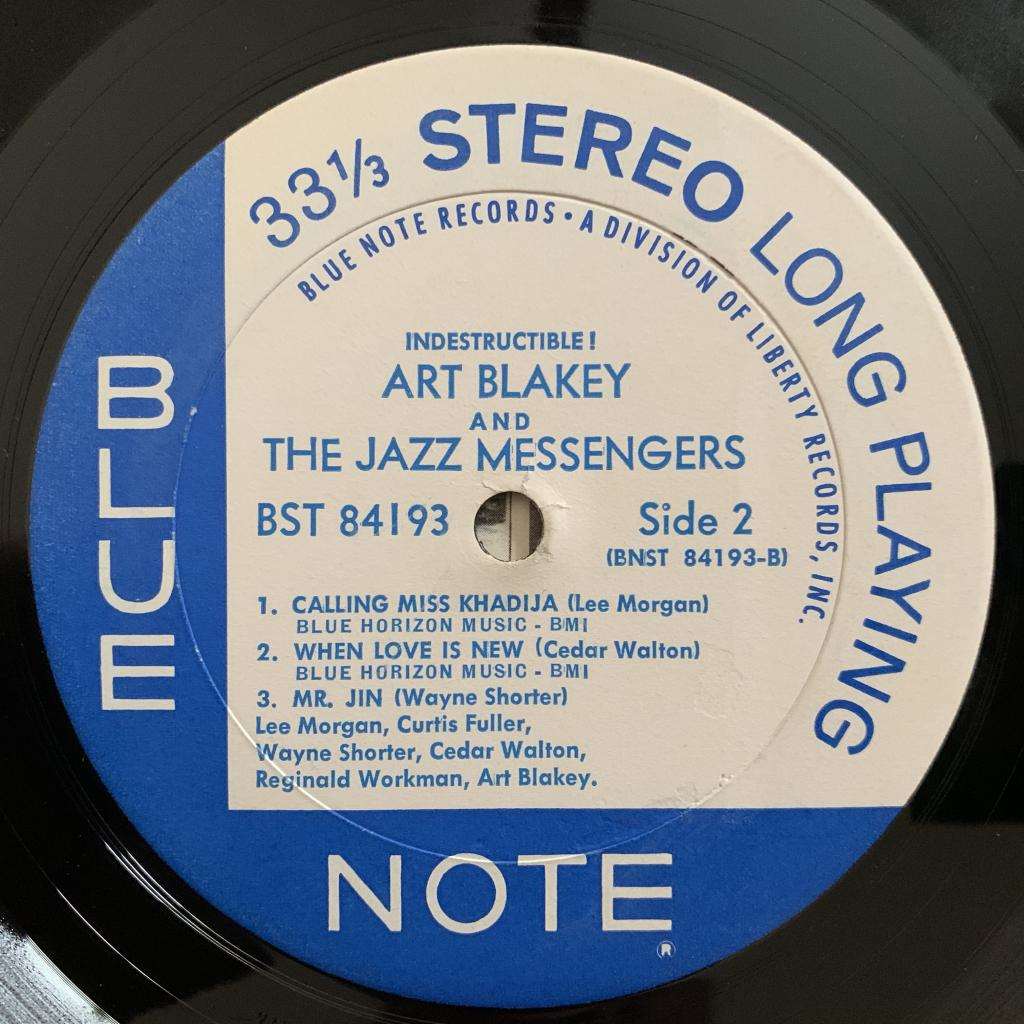 33⅓ STEREO LONG PLAYING
BLUE NOTE RECORDS • A DIVISION OF LIBERTY RECORDS, INC.
INDESTRUCTIBLE!
ART BLAKEY
AND
THE JAZZ MESSENGERS
BST 84193
Side 2
(BNST 84193-B)
1. CALLING MISS KHADIJA (Lee Morgan)
BLUE HORIZON MUSIC - BMI
2. WHEN LOVE IS NEW (Cedar Walton)
BLUE HORIZON MUSIC - BMI
3. MR. JIN (Wayne Shorter)
Lee Morgan, Curtis Fuller,
Wayne Shorter, Cedar Walton,
Reginald Workman, Art Blakey.
BLUE
NOTE
®